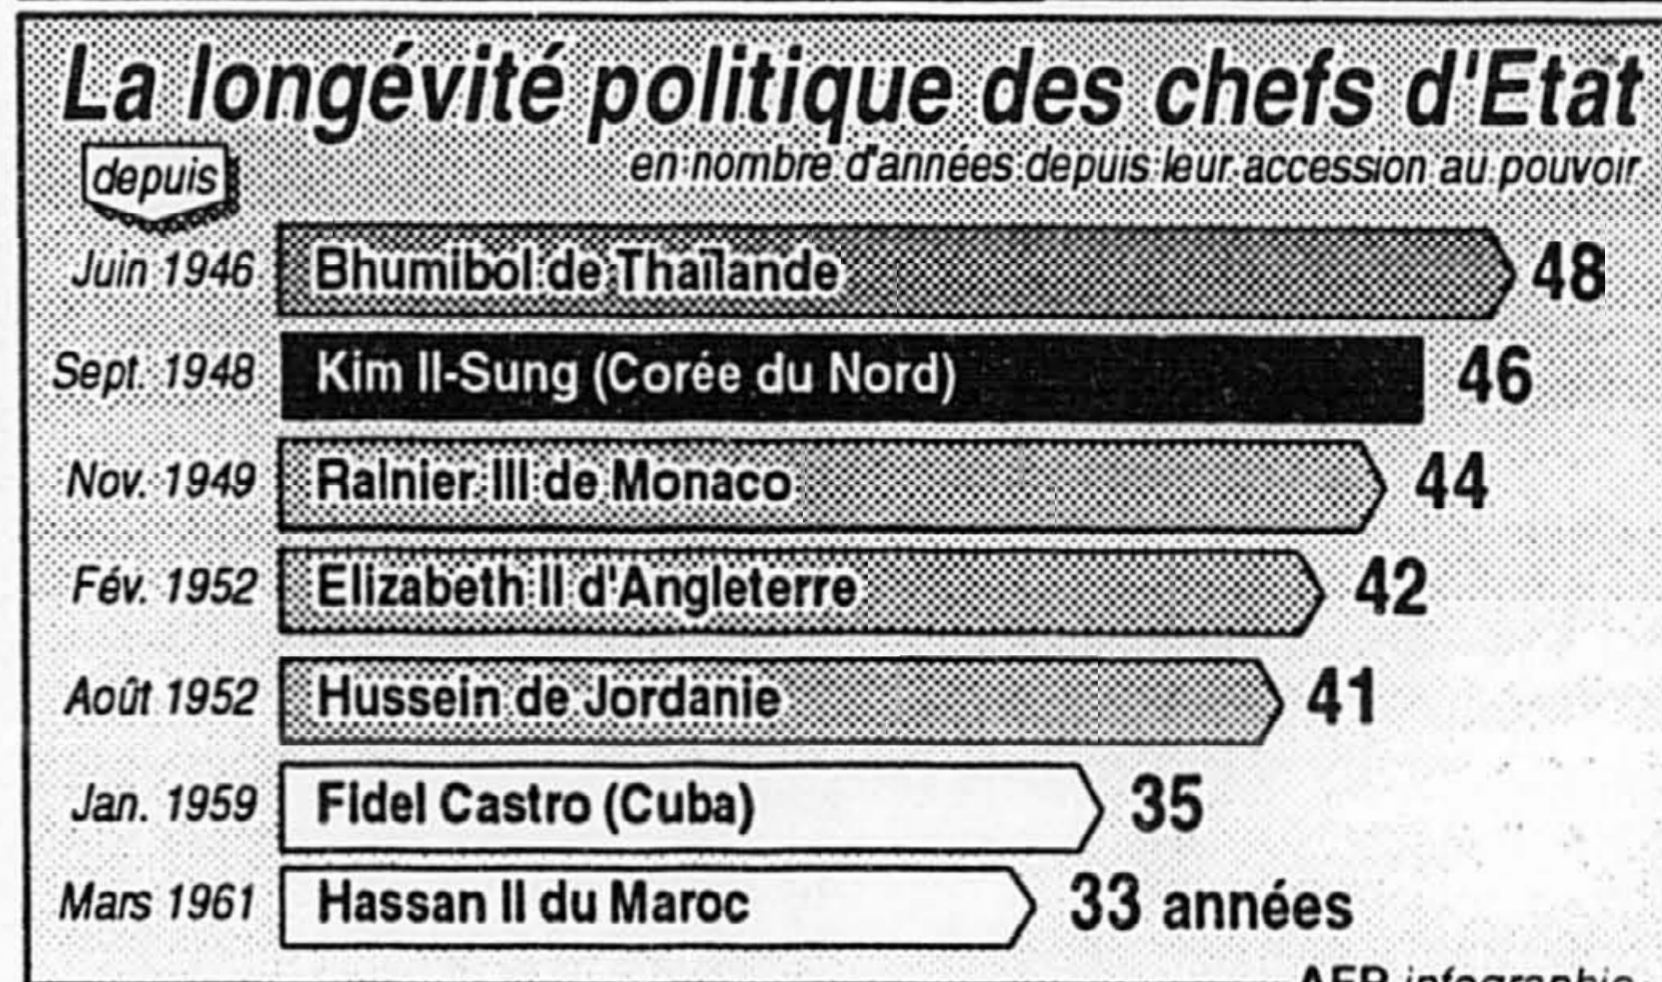 La longévité politique des chefs d'Etat
en nombre d'années depuis leur accession au pouvoir
depuis
Juin 1946 Bhumibol de Thaïlande 48
Sept. 1948 Kim Il-Sung (Corée du Nord) 46
Nov. 1949 Rainier III de Monaco 44
Fév. 1952 Elizabeth II d'Angleterre 42
Août 1952 Hussein de Jordanie 41
Jan. 1959 Fidel Castro (Cuba) 35
Mars 1961 Hassan II du Maroc 33 années
AFP infographie